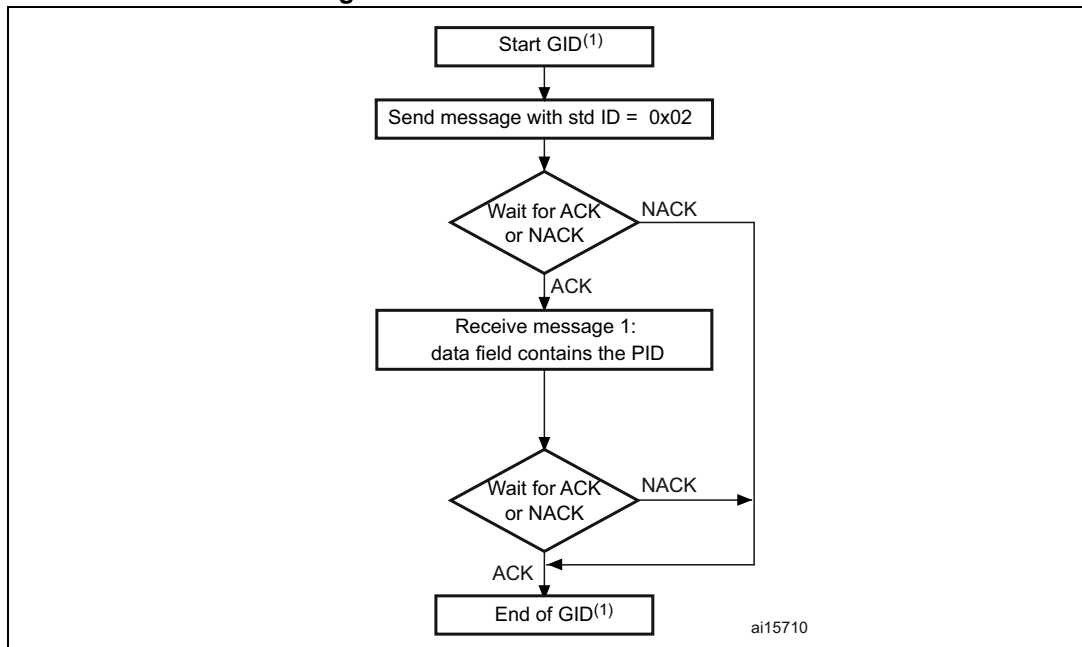 Start GID(1)
Send message with std ID = 0x02
Wait for ACK
or NACK
NACK
ACK
Receive message 1:
data field contains the PID
Wait for ACK
or NACK
NACK
ACK
End of GID(1)
ai15710